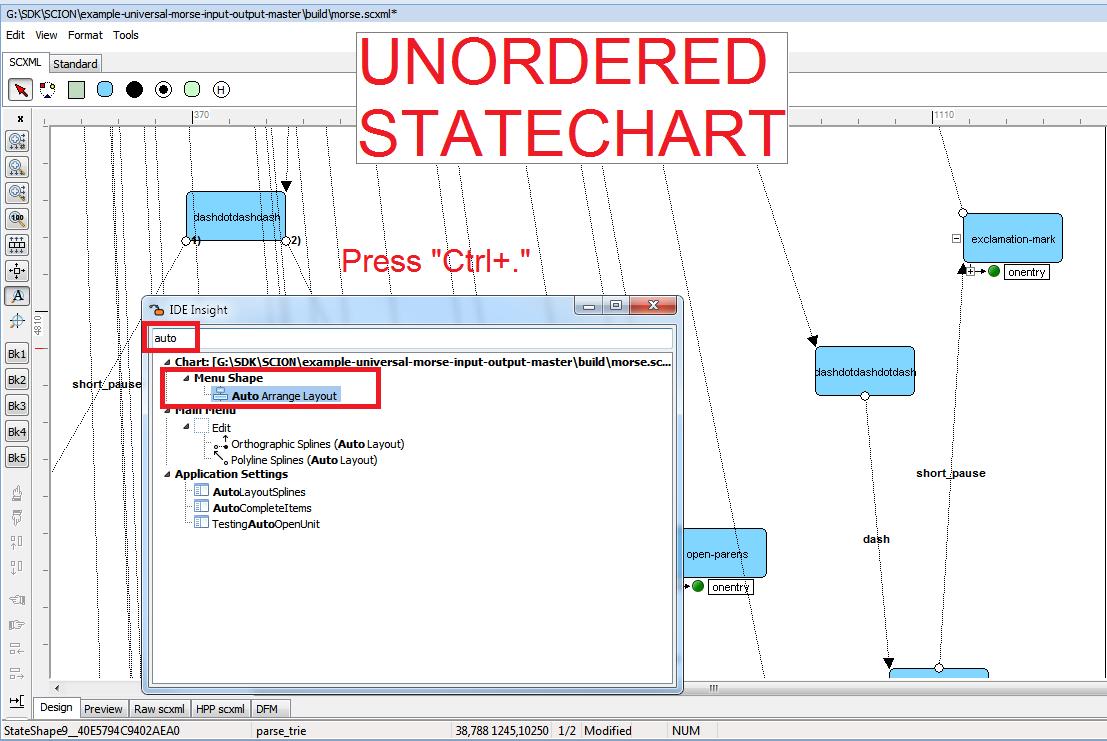 G:\SDK\SCION\example-universal-morse-input-output-master\build\morse.scxml*
Edit View Format Tools
SCXML Standard
UNORDERED
STATECHART
H
x
370
1110
100
dashdotdashdash
1) 2)
exclamation-mark
onentry
Press "Ctrl+."
A
4810
IDE Insight
auto
Chart: [G:\SDK\SCION\example-universal-morse-input-output-master\build\morse.sc...
Menu Shape
Auto Arrange Layout
Main Menu
Edit
Orthographic Splines (Auto Layout)
Polyline Splines (Auto Layout)
Application Settings
AutoLayoutSplines
AutoCompleteItems
TestingAutoOpenUnit
Bk1
Bk2
Bk3
Bk4
Bk5
short_pause
dashdotdotdashdotdash
short_pause
dash
open-parens
onentry
Design Preview Raw scxml HPP scxml DFM
StateShape9__40E5794C9402AEA0 parse_trie 38,788 1245,10250 1/2 Modified NUM